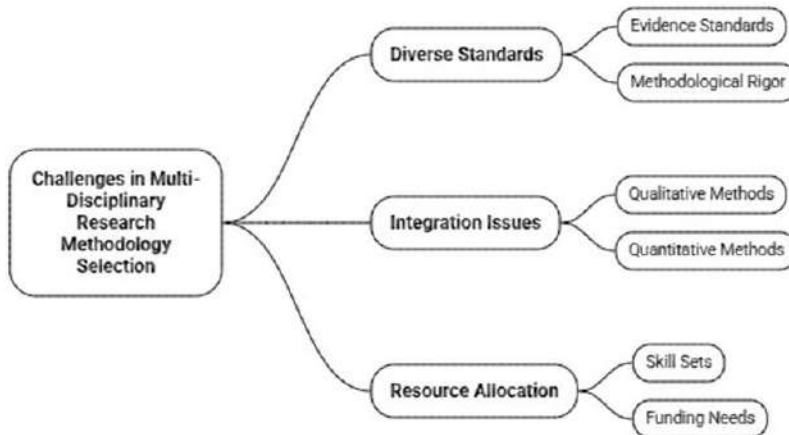 Challenges in Multi-
Disciplinary
Research
Methodology
Selection
Diverse Standards
Evidence Standards
Methodological Rigor
Integration Issues
Qualitative Methods
Quantitative Methods
Resource Allocation
Skill Sets
Funding Needs